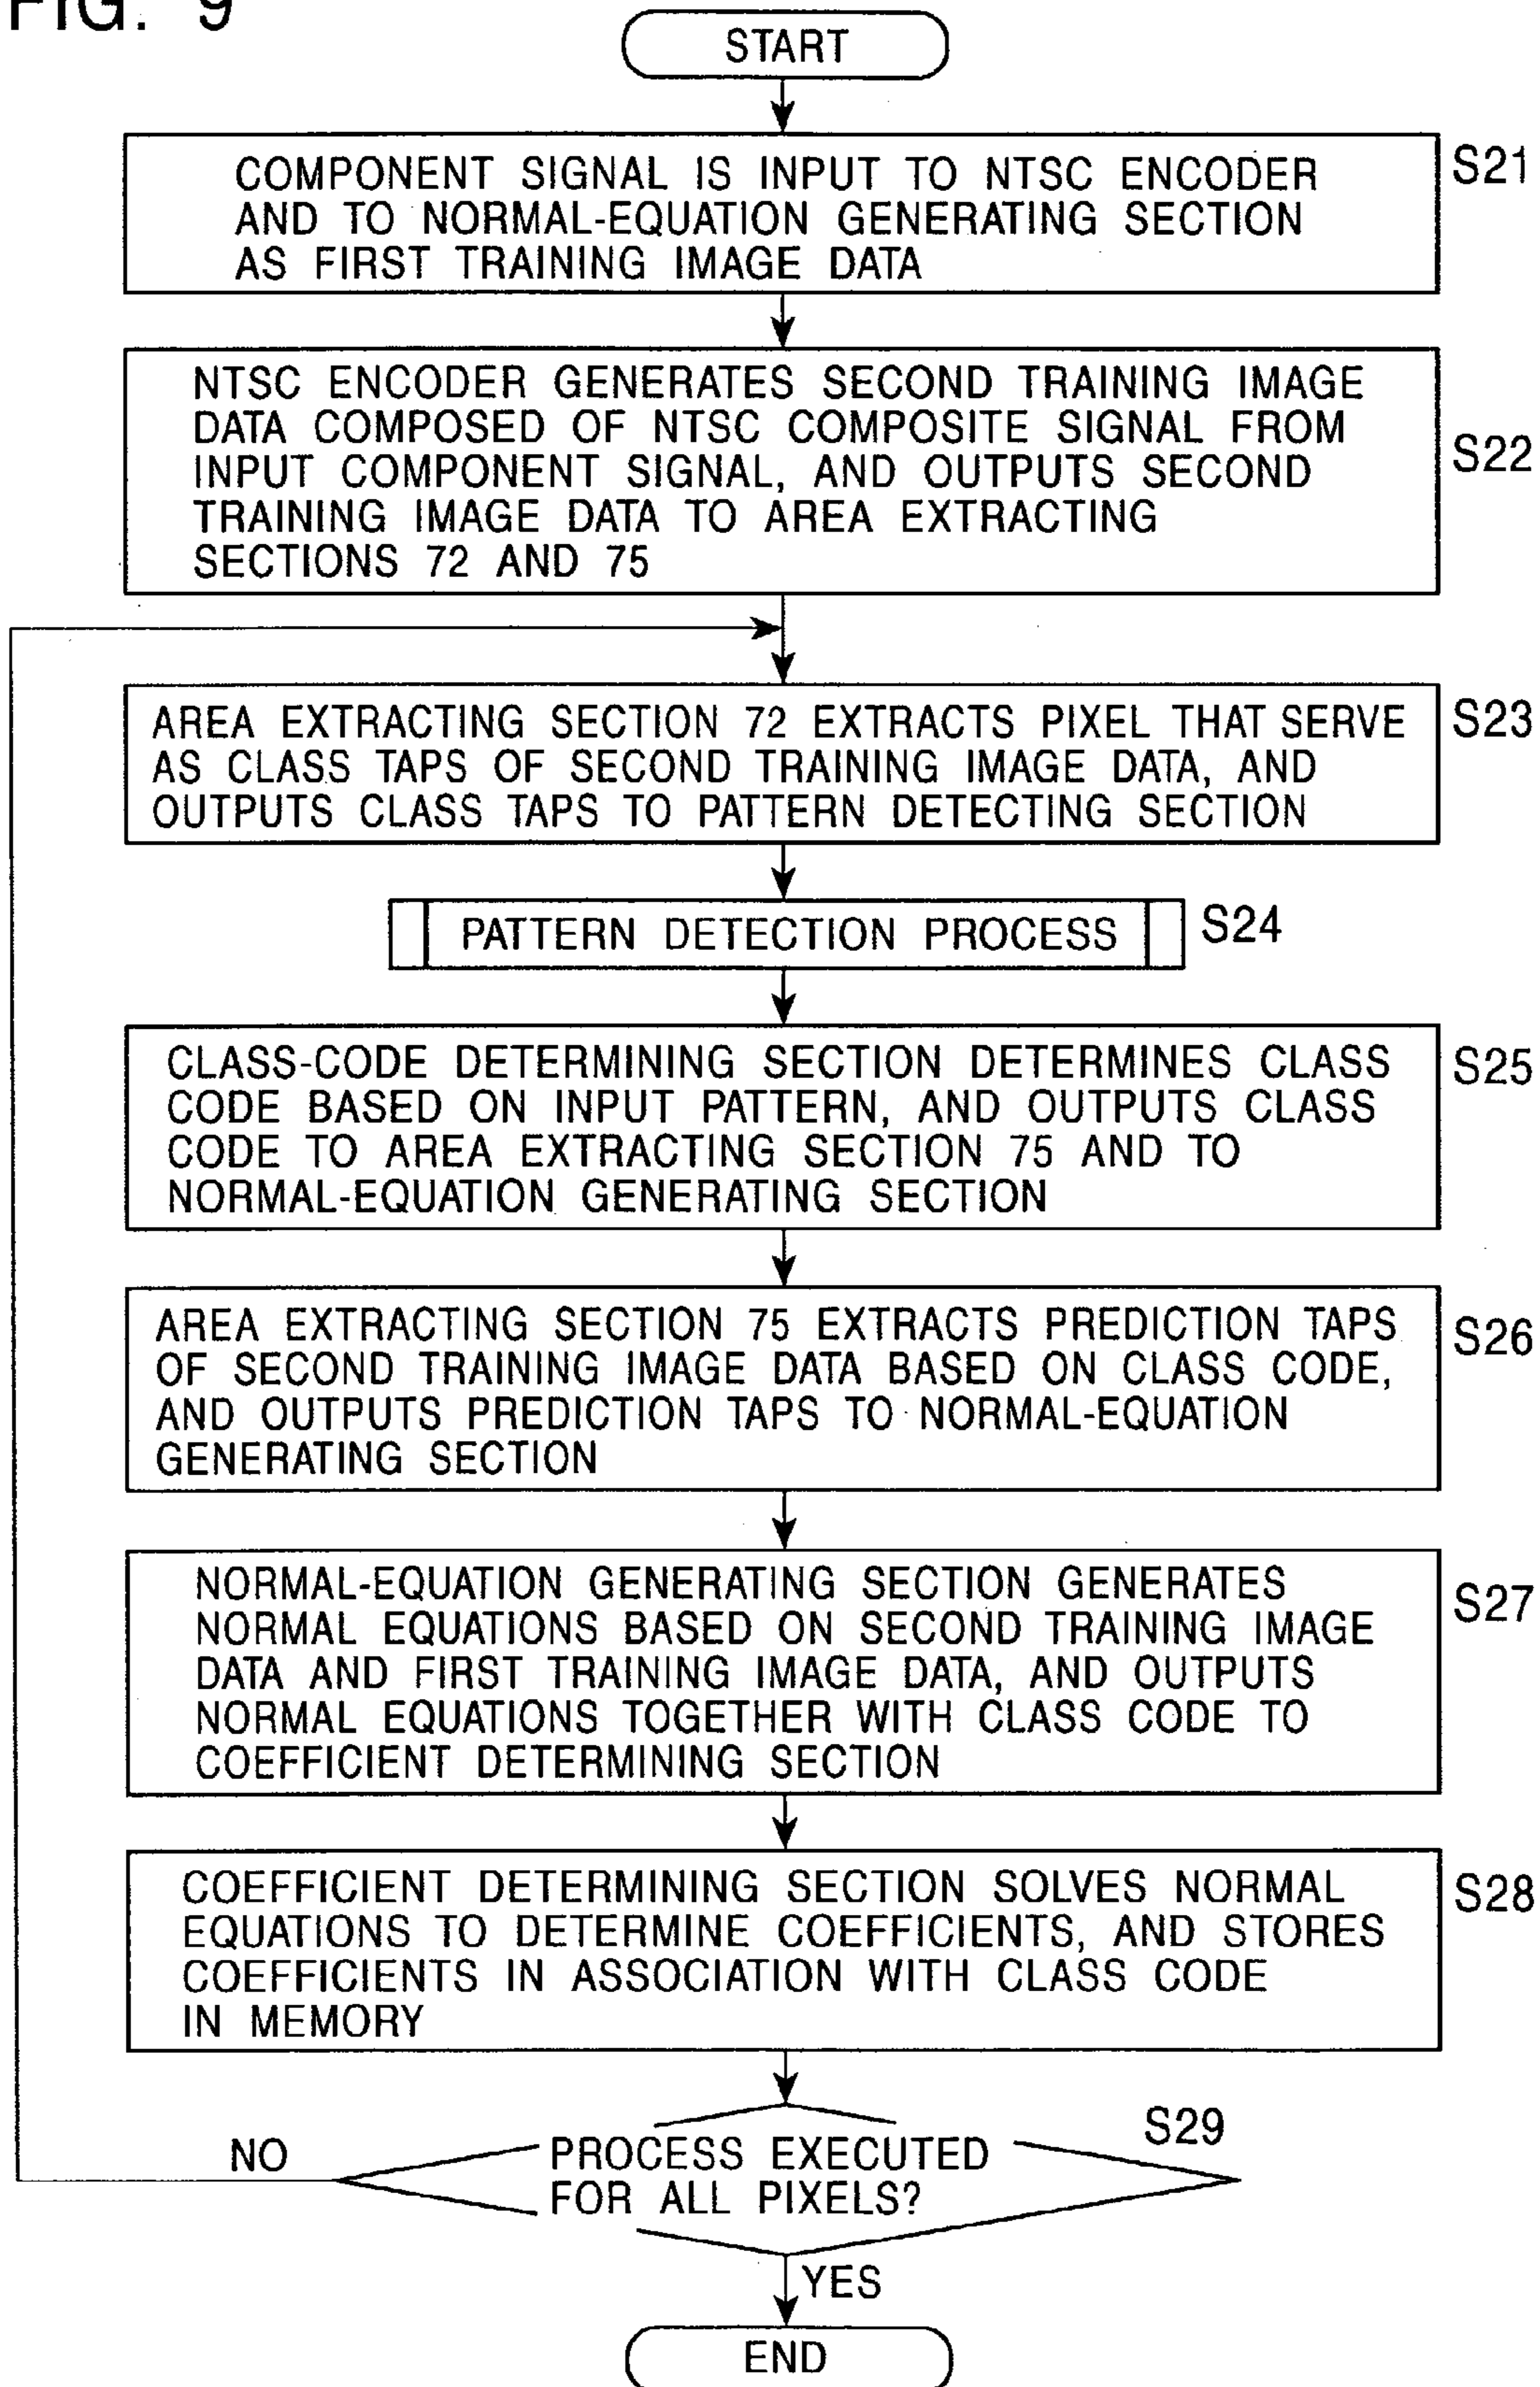 FIG. 9
START
COMPONENT SIGNAL IS INPUT TO NTSC ENCODER
AND TO NORMAL-EQUATION GENERATING SECTION
AS FIRST TRAINING IMAGE DATA
S21
NTSC ENCODER GENERATES SECOND TRAINING IMAGE
DATA COMPOSED OF NTSC COMPOSITE SIGNAL FROM
INPUT COMPONENT SIGNAL, AND OUTPUTS SECOND
TRAINING IMAGE DATA TO AREA EXTRACTING
SECTIONS 72 AND 75
S22
AREA EXTRACTING SECTION 72 EXTRACTS PIXEL THAT SERVE
AS CLASS TAPS OF SECOND TRAINING IMAGE DATA, AND
OUTPUTS CLASS TAPS TO PATTERN DETECTING SECTION
S23
PATTERN DETECTION PROCESS
S24
CLASS-CODE DETERMINING SECTION DETERMINES CLASS
CODE BASED ON INPUT PATTERN, AND OUTPUTS CLASS
CODE TO AREA EXTRACTING SECTION 75 AND TO
NORMAL-EQUATION GENERATING SECTION
S25
AREA EXTRACTING SECTION 75 EXTRACTS PREDICTION TAPS
OF SECOND TRAINING IMAGE DATA BASED ON CLASS CODE,
AND OUTPUTS PREDICTION TAPS TO NORMAL-EQUATION
GENERATING SECTION
S26
NORMAL-EQUATION GENERATING SECTION GENERATES
NORMAL EQUATIONS BASED ON SECOND TRAINING IMAGE
DATA AND FIRST TRAINING IMAGE DATA, AND OUTPUTS
NORMAL EQUATIONS TOGETHER WITH CLASS CODE TO
COEFFICIENT DETERMINING SECTION
S27
COEFFICIENT DETERMINING SECTION SOLVES NORMAL
EQUATIONS TO DETERMINE COEFFICIENTS, AND STORES
COEFFICIENTS IN ASSOCIATION WITH CLASS CODE
IN MEMORY
S28
S29
NO
PROCESS EXECUTED
FOR ALL PIXELS?
YES
END